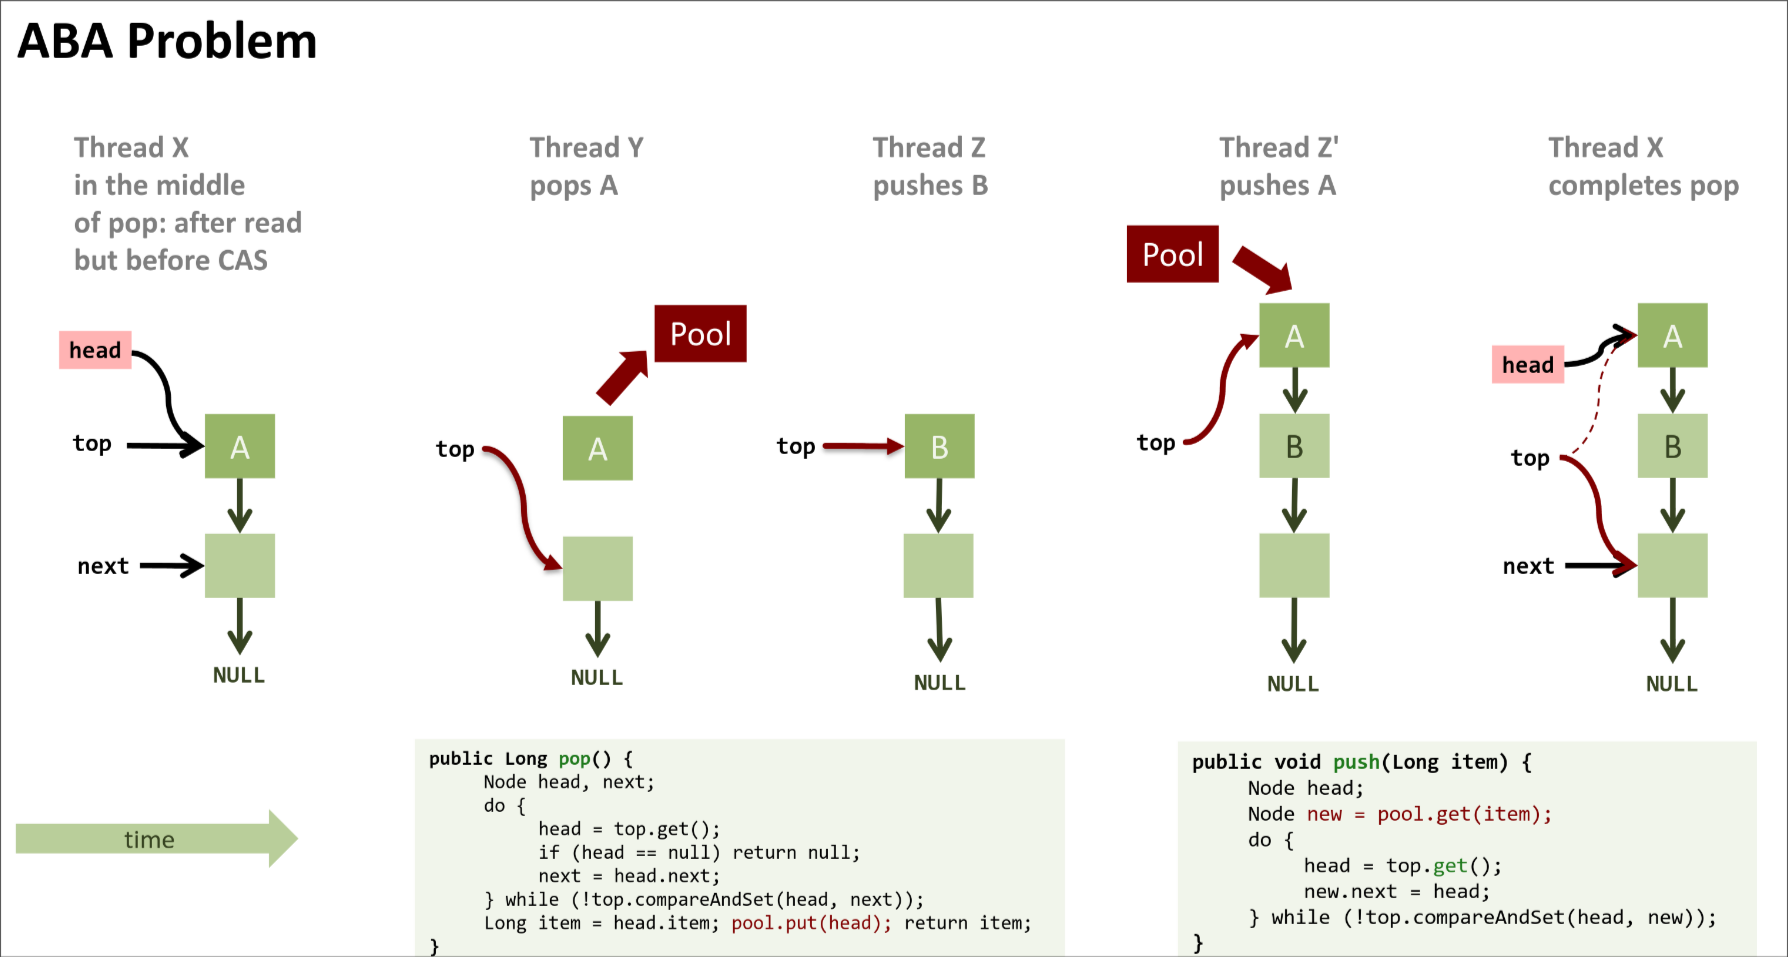 ABA Problem
Thread X
in the middle
of pop: after read
but before CAS
Thread Y
pops A
Thread Z
pushes B
Thread Z'
pushes A
Thread X
completes pop
head
top
A
next
NULL
Pool
top
A
NULL
top
B
NULL
Pool
A
top
B
NULL
head
A
top
B
next
NULL
time
public Long pop() {
Node head, next;
do {
head = top.get();
if (head == null) return null;
next = head.next;
} while (!top.compareAndSet(head, next));
Long item = head.item; pool.put(head); return item;
}
public void push(Long item) {
Node head;
Node new = pool.get(item);
do {
head = top.get();
new.next = head;
} while (!top.compareAndSet(head, new));
}